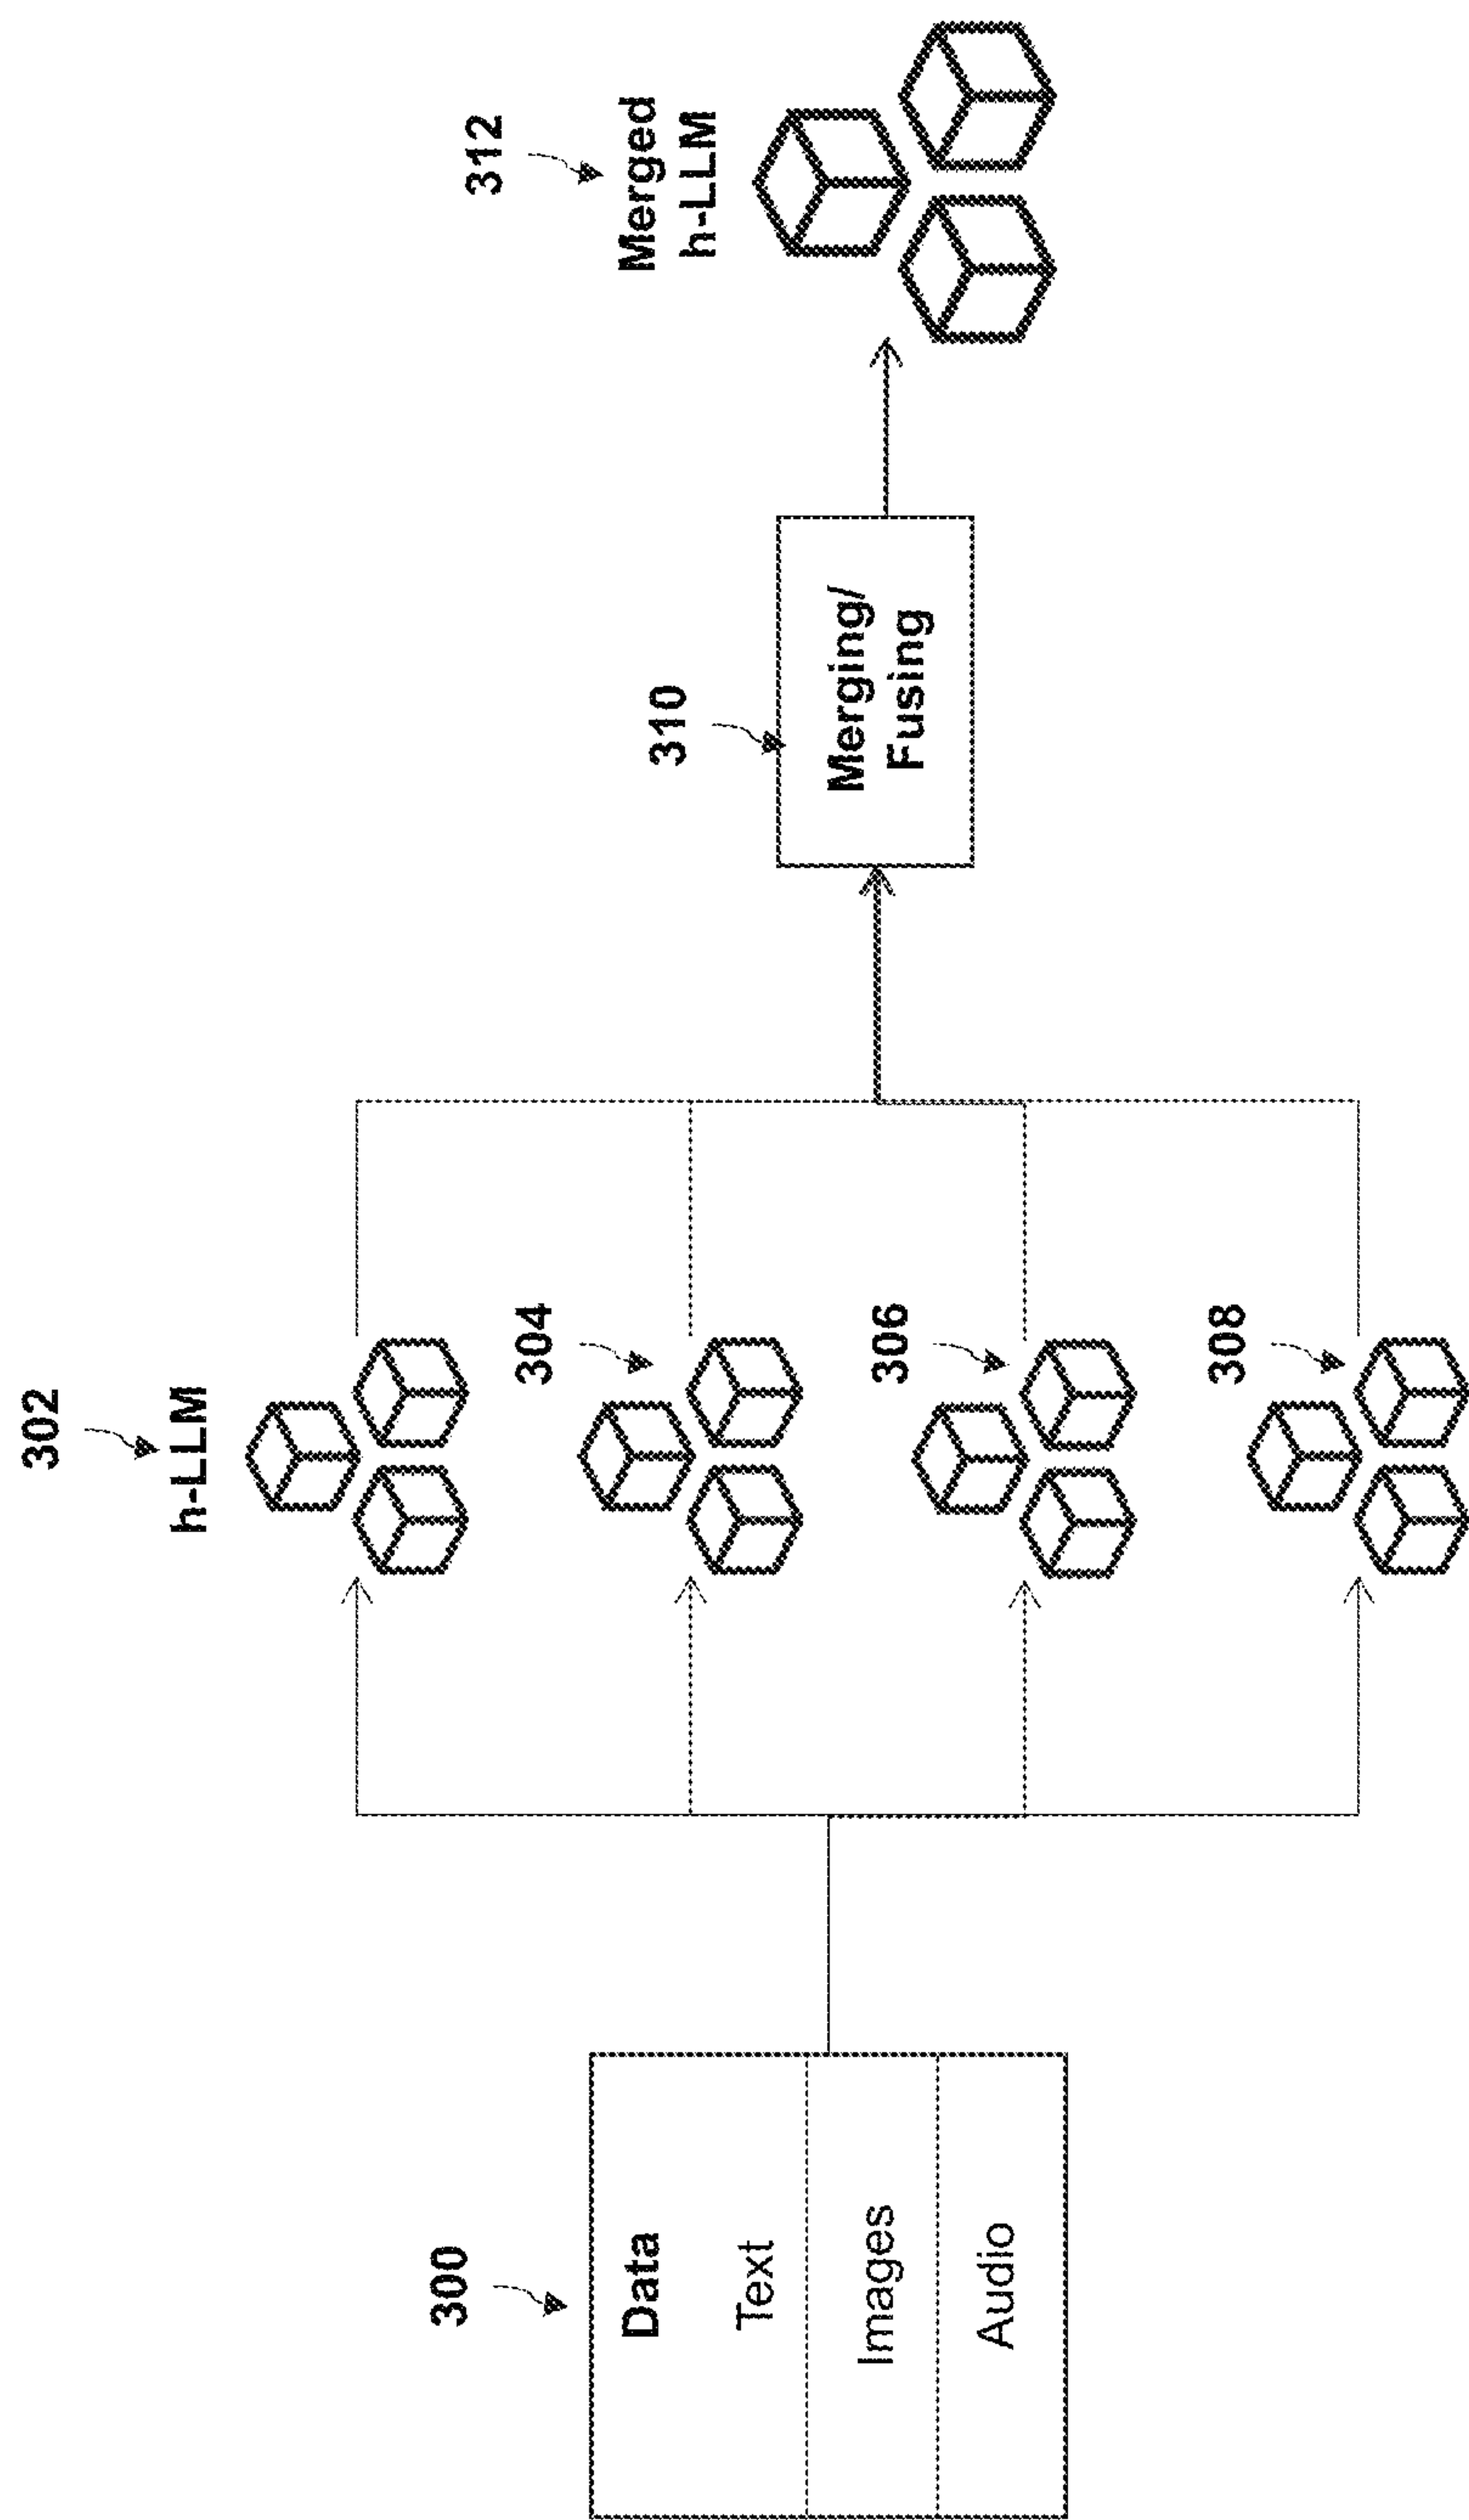 300
Data
Text
Images
Audio
302
h-LLM
304
306
308
310
Merging/
Fusing
312
Merged
h-LLM